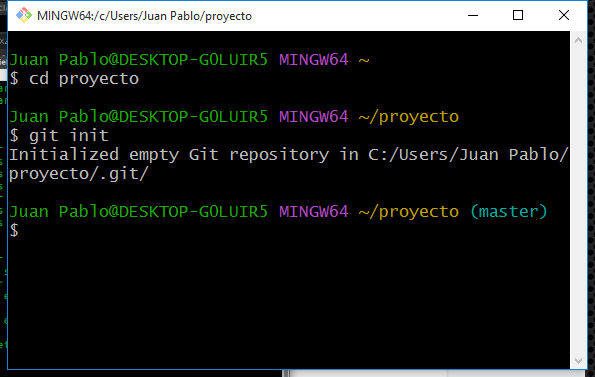 MINGW64:/c/Users/Juan Pablo/proyecto
Juan Pablo@DESKTOP-G0LUIR5 MINGW64 ~
$ cd proyecto
Juan Pablo@DESKTOP-G0LUIR5 MINGW64 ~/proyecto
$ git init
Initialized empty Git repository in C:/Users/Juan Pablo/
proyecto/.git/
Juan Pablo@DESKTOP-G0LUIR5 MINGW64 ~/proyecto (master)
$